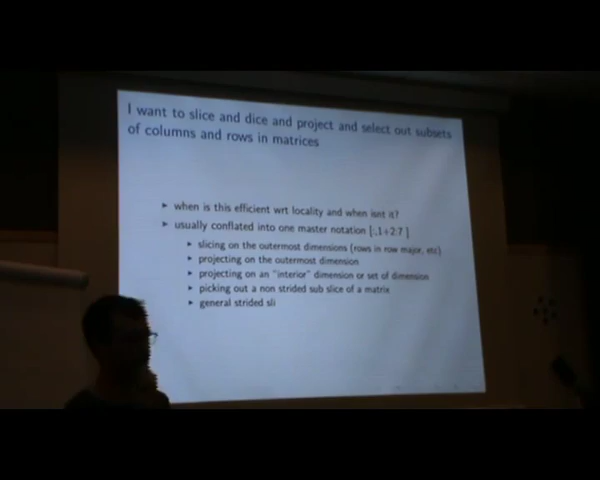 I want to slice and dice and project and select out subsets
of columns and rows in matrices
when is this efficient wrt locality and when isnt it?
usually conflated into one master notation [:,1+2:7 ]
slicing on the outermost dimensions (rows in row major, etc)
projecting on the outermost dimension
projecting on an "interior" dimension or set of dimension
picking out a non strided sub slice of a matrix
general strided sli